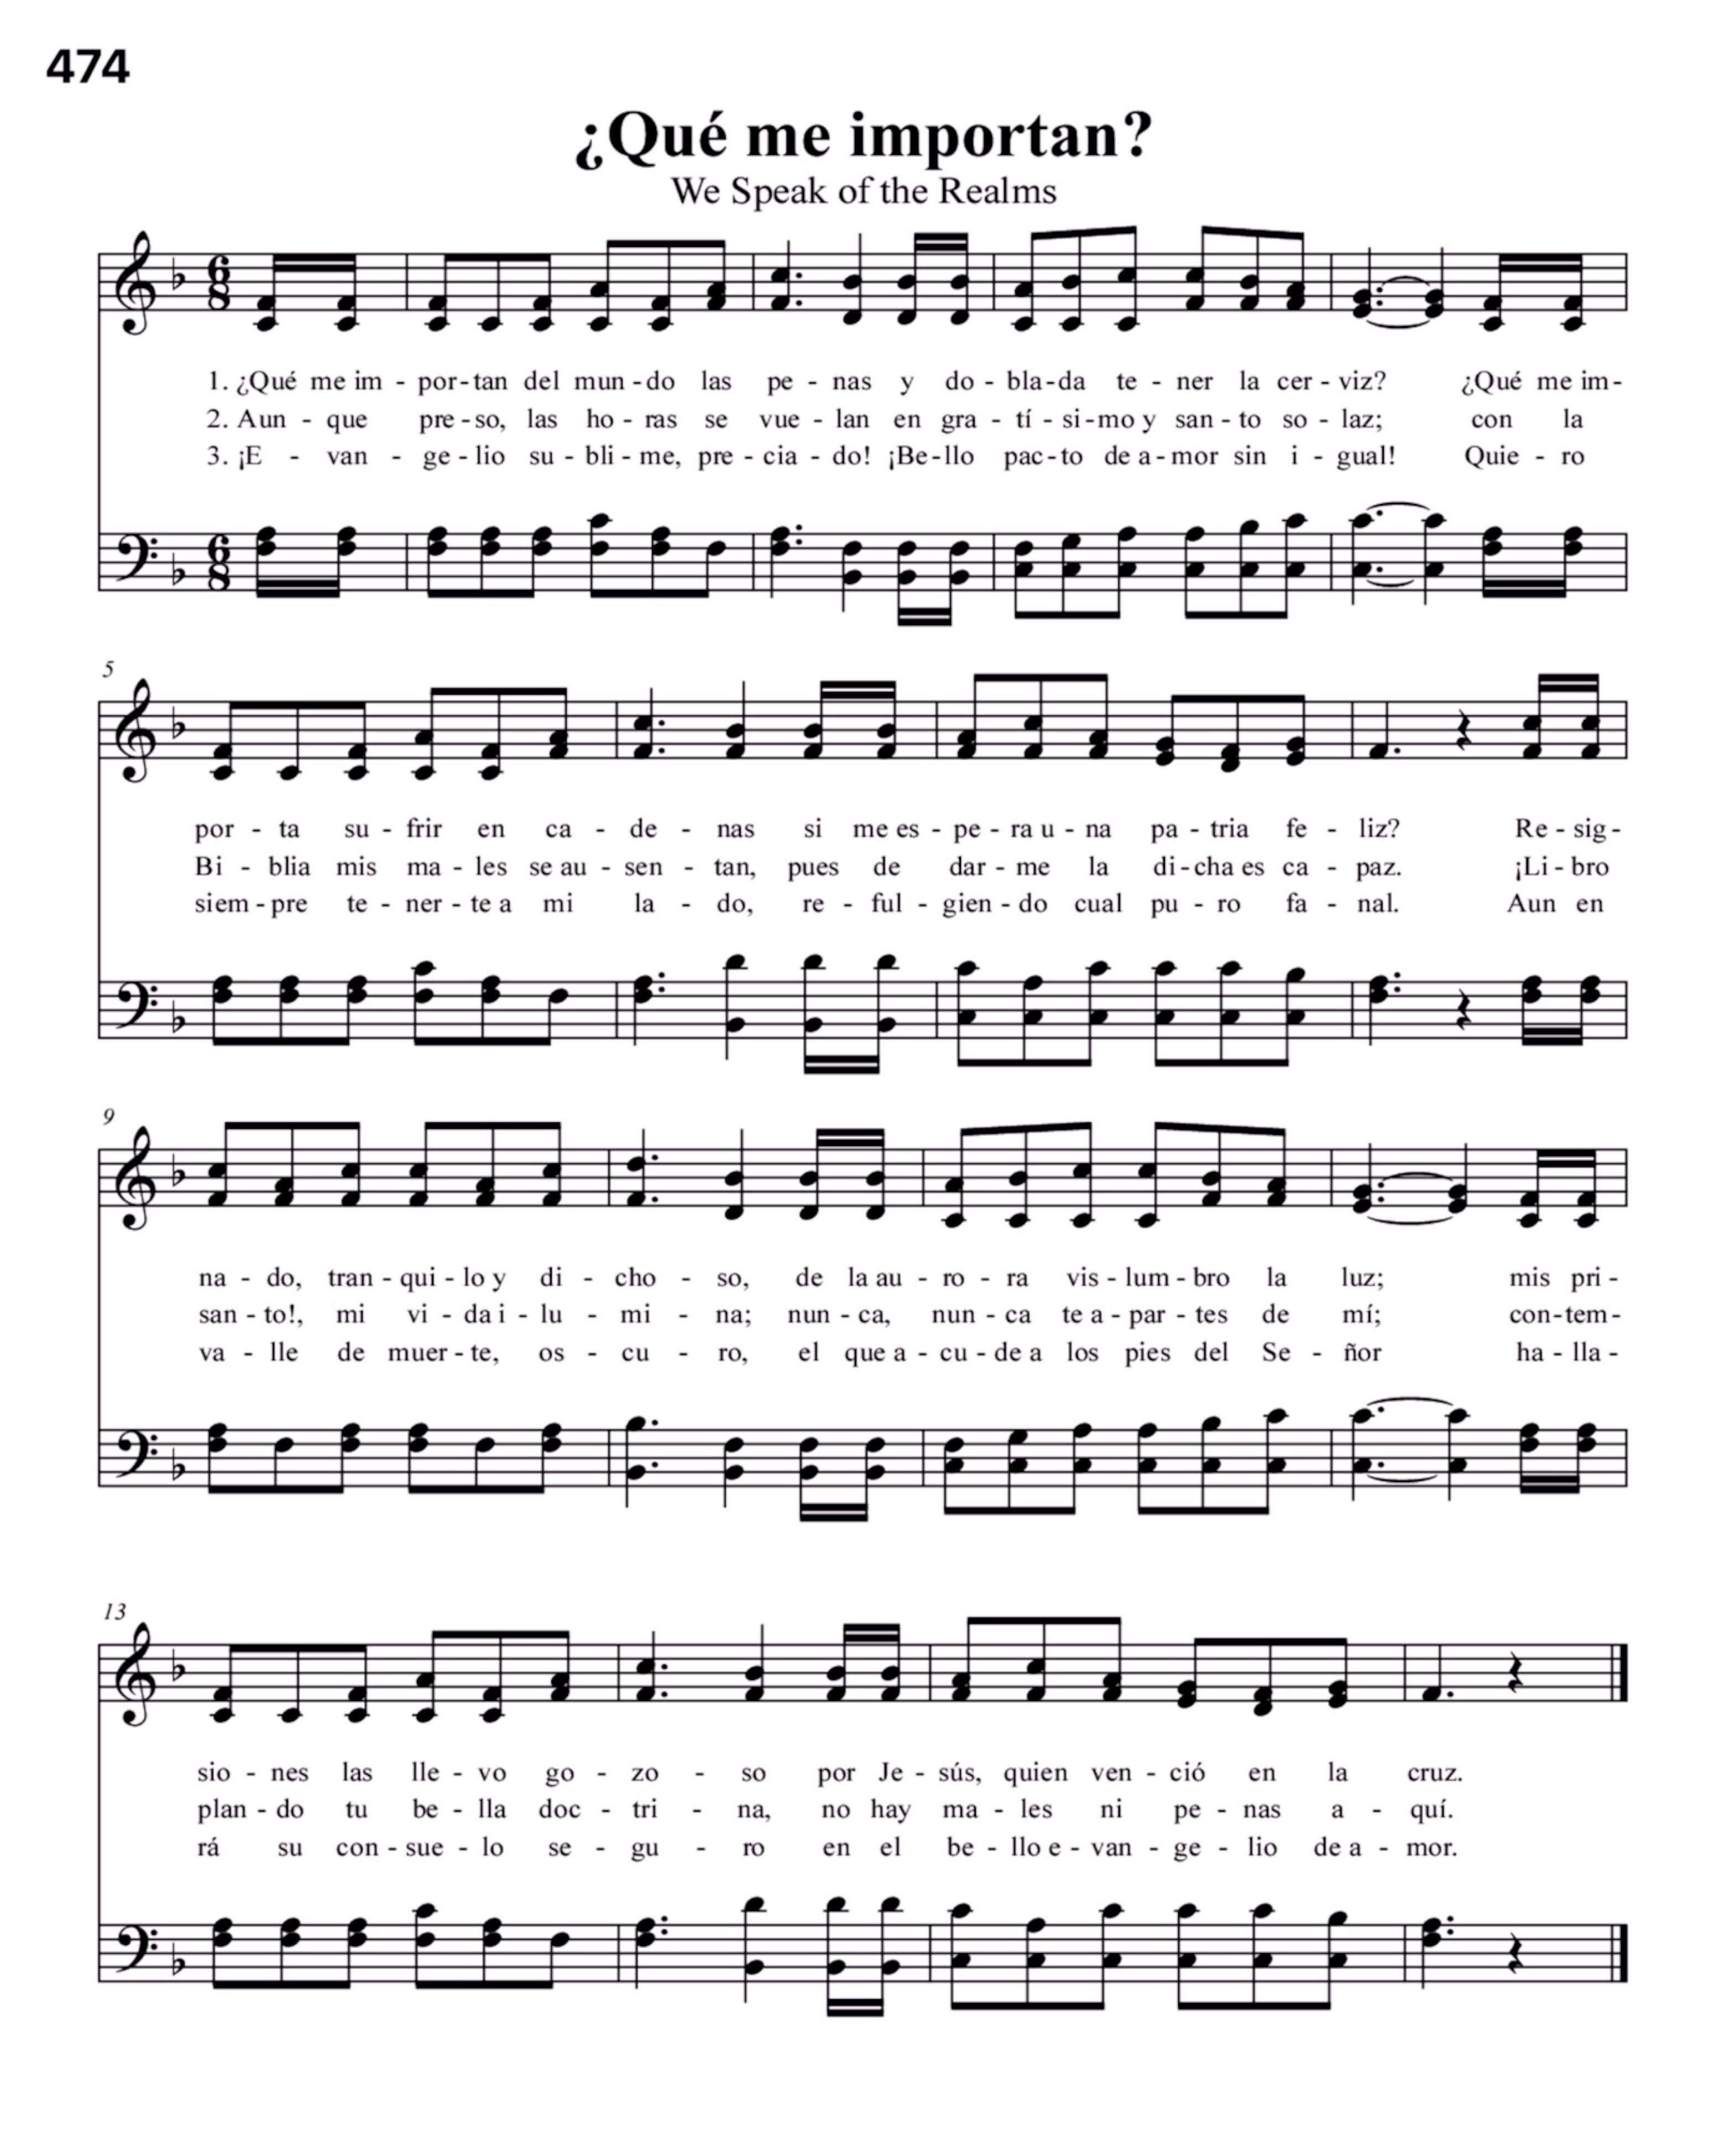 474
¿Qué me importan?
We Speak of the Realms
1. ¿Qué me im - por - tan del mun - do las pe - nas y do - bla - da te - ner la cer - viz? ¿Qué me im -
2. Aun - que pre - so, las ho - ras se vue - lan en gra - tí - si - mo y san - to so - laz; con la
3. ¡E - van - ge - lio su - bli - me, pre - cia - do! ¡Be - llo pac - to de a - mor sin i - gual! Quie - ro
5
por - ta su - frir en ca - de - nas si me es - pe - ra u - na pa - tria fe - liz? Re - sig -
Bi - blia mis ma - les se au - sen - tan, pues de dar - me la di - cha es ca - paz. ¡Li - bro
siem - pre te - ner - te a mi la - do, re - ful - gien - do cual pu - ro fa - nal. Aun en
9
na - do, tran - qui - lo y di - cho - so, de la au - ro - ra vis - lum - bro la luz; mis pri -
san - to!, mi vi - da i - lu - mi - na; nun - ca, nun - ca te a - par - tes de mí; con - tem -
va - lle de muer - te, os - cu - ro, el que a - cu - de a los pies del Se - ñor ha - lla -
13
sio - nes las lle - vo go - zo - so por Je - sús, quien ven - ció en la cruz.
plan - do tu be - lla doc - tri - na, no hay ma - les ni pe - nas a - quí.
rá su con - sue - lo se - gu - ro en el be - llo e - van - ge - lio de a - mor.